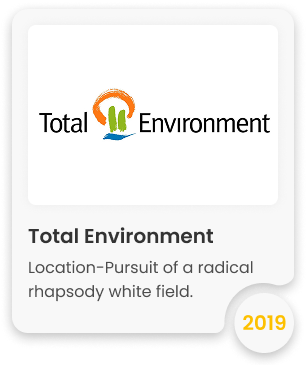 Total Environment
Total Environment
Location-Pursuit of a radical
rhapsody white field.
2019